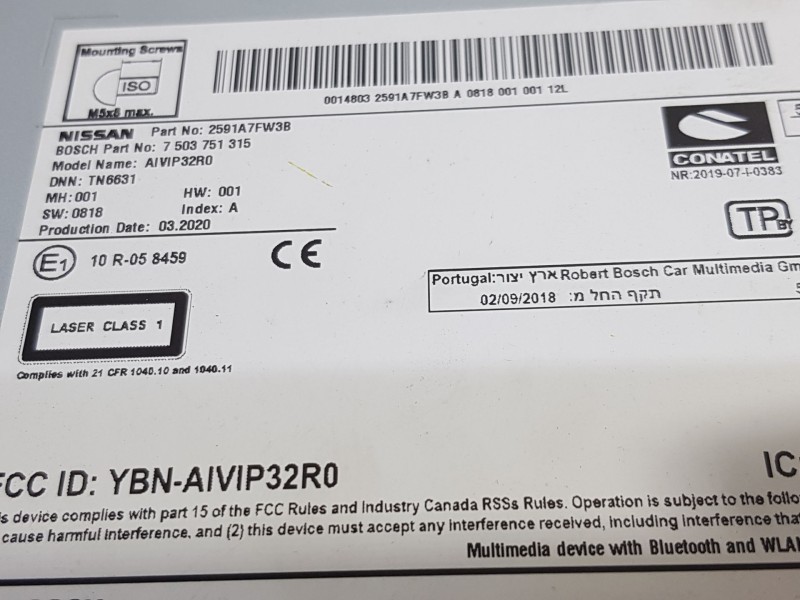 Mounting Screws
ISO
M5x8 max.
0014803 2591A7FW3B A 0818 001 001 12L
NISSAN Part No: 2591A7FW3B
BOSCH Part No: 7 503 751 315
Model Name: AIVIP32R0
DNN: TN6631
MH: 001 HW: 001
SW: 0818 Index: A
Production Date: 03.2020
E1 10 R-05 8459 CE
LASER CLASS 1
Complies with 21 CFR 1040.10 and 1040.11
CONATEL
NR:2019-07-I-0383
TP BY
Portugal:ארץ יצור Robert Bosch Car Multimedia Gm
02/09/2018 תקף החל מ:
FCC ID: YBN-AIVIP32R0
IC:
is device complies with part 15 of the FCC Rules and Industry Canada RSSs Rules. Operation is subject to the follo
cause harmful interference, and (2) this device must accept any interference received, including interference that
Multimedia device with Bluetooth and WLAN